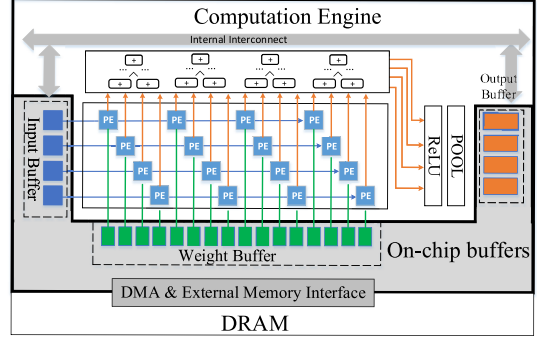 Computation Engine
Internal Interconnect
+ + + +
... ... ... ... ... ... ... ...
+ + + + + + + +
Output
Buffer
Input Buffer
PE PE PE PE
PE PE PE PE
PE PE PE PE
PE PE PE PE
ReLU
POOL
Weight Buffer
On-chip buffers
DMA & External Memory Interface
DRAM